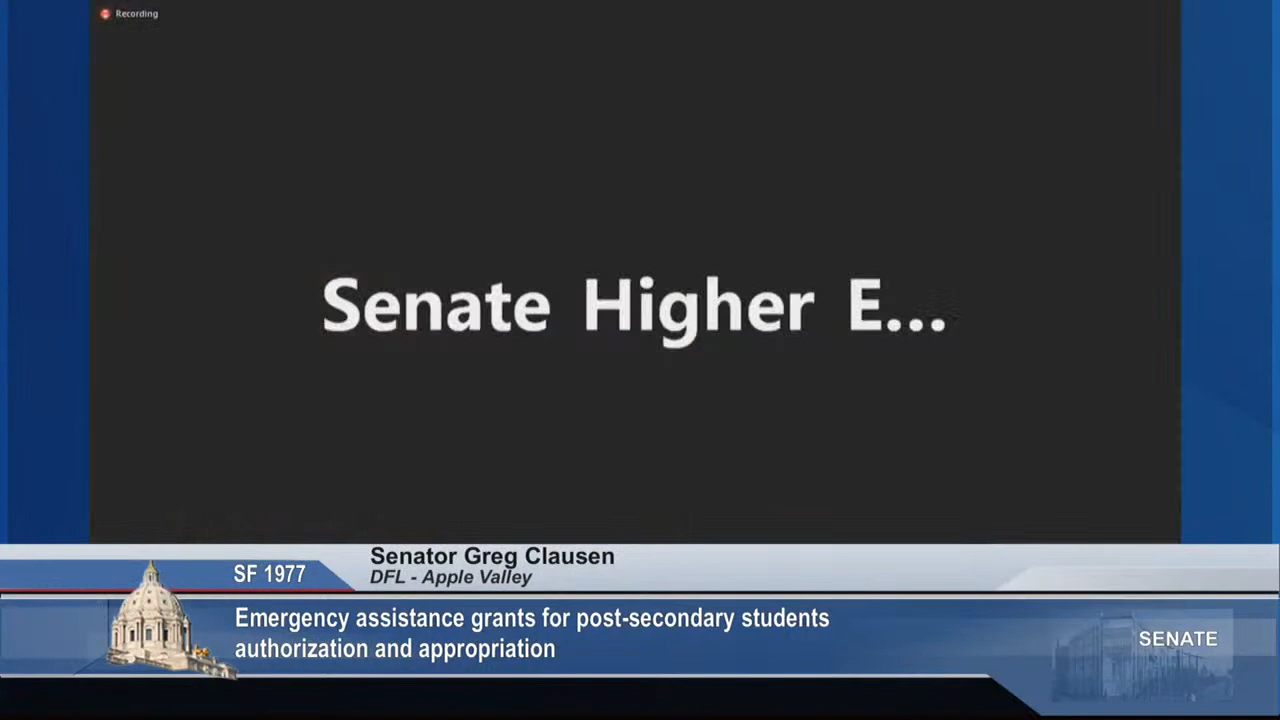 Recording
Senate Higher E...
Senator Greg Clausen
SF 1977
DFL - Apple Valley
Emergency assistance grants for post-secondary students
authorization and appropriation
SENATE